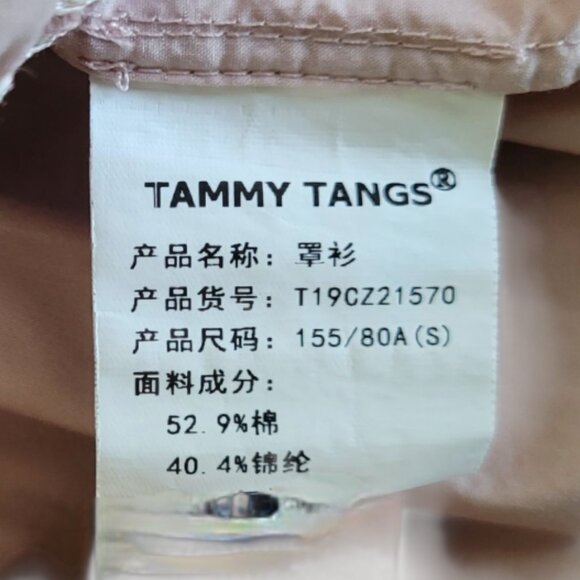 TAMMY TANGS®
产品名称：罩衫
产品货号：T19CZ21570
产品尺码：155/80A(S)
面料成分：
52.9%棉
40.4%锦纶